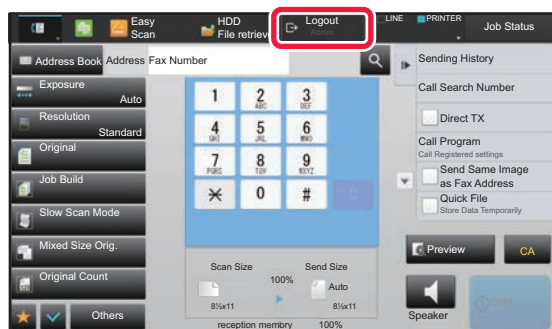 Easy
Scan
HDD
File retrieve
Logout
Admin
LINE
PRINTER
Job Status
Address Book
Address
Fax Number
Sending History
Exposure
Auto
Call Search Number
Resolution
Standard
Direct TX
Original
Call Program
Call Registered settings
Job Build
Send Same Image
as Fax Address
Slow Scan Mode
Quick File
Store Data Temporarily
Mixed Size Orig.
Original Count
Others
1
2
ABC
3
DEF
4
GHI
5
JKL
6
MNO
7
PQRS
8
TUV
9
WXYZ
0
#
C
Scan Size
100%
Send Size
Auto
8½x11
8½x11
reception membry 100%
Preview
CA
Speaker
Start